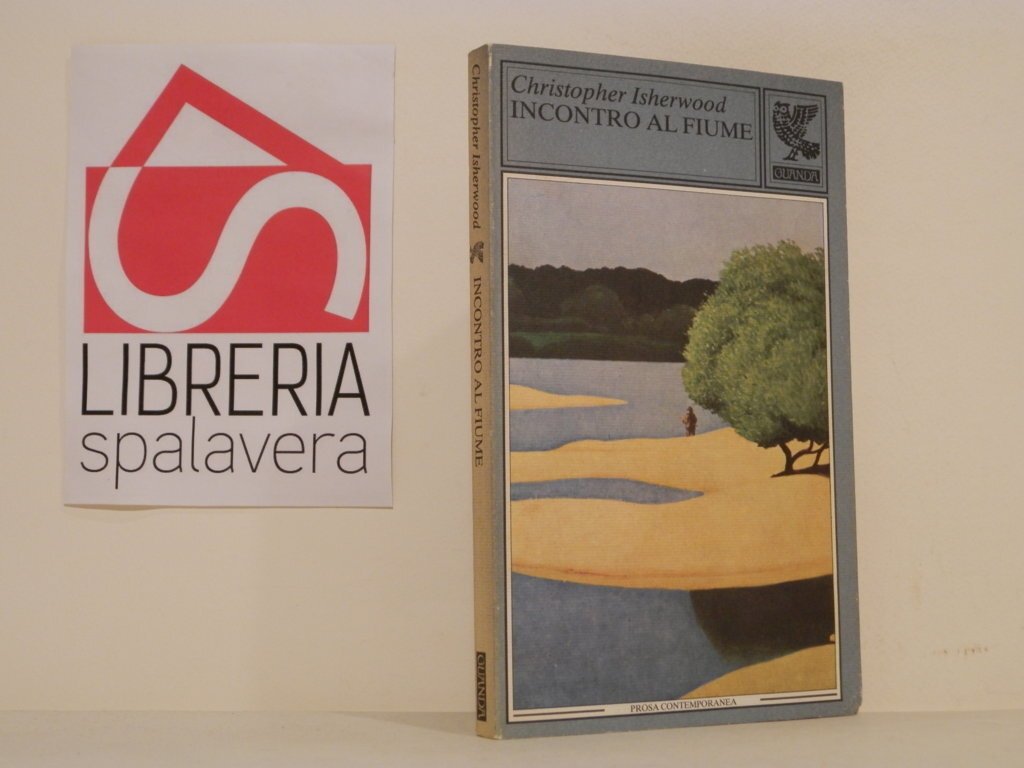 LIBRERIA
spalavera
Christopher Isherwood INCONTRO AL FIUME
GUANDA
Christopher Isherwood
INCONTRO AL FIUME
GUANDA
PROSA CONTEMPORANEA